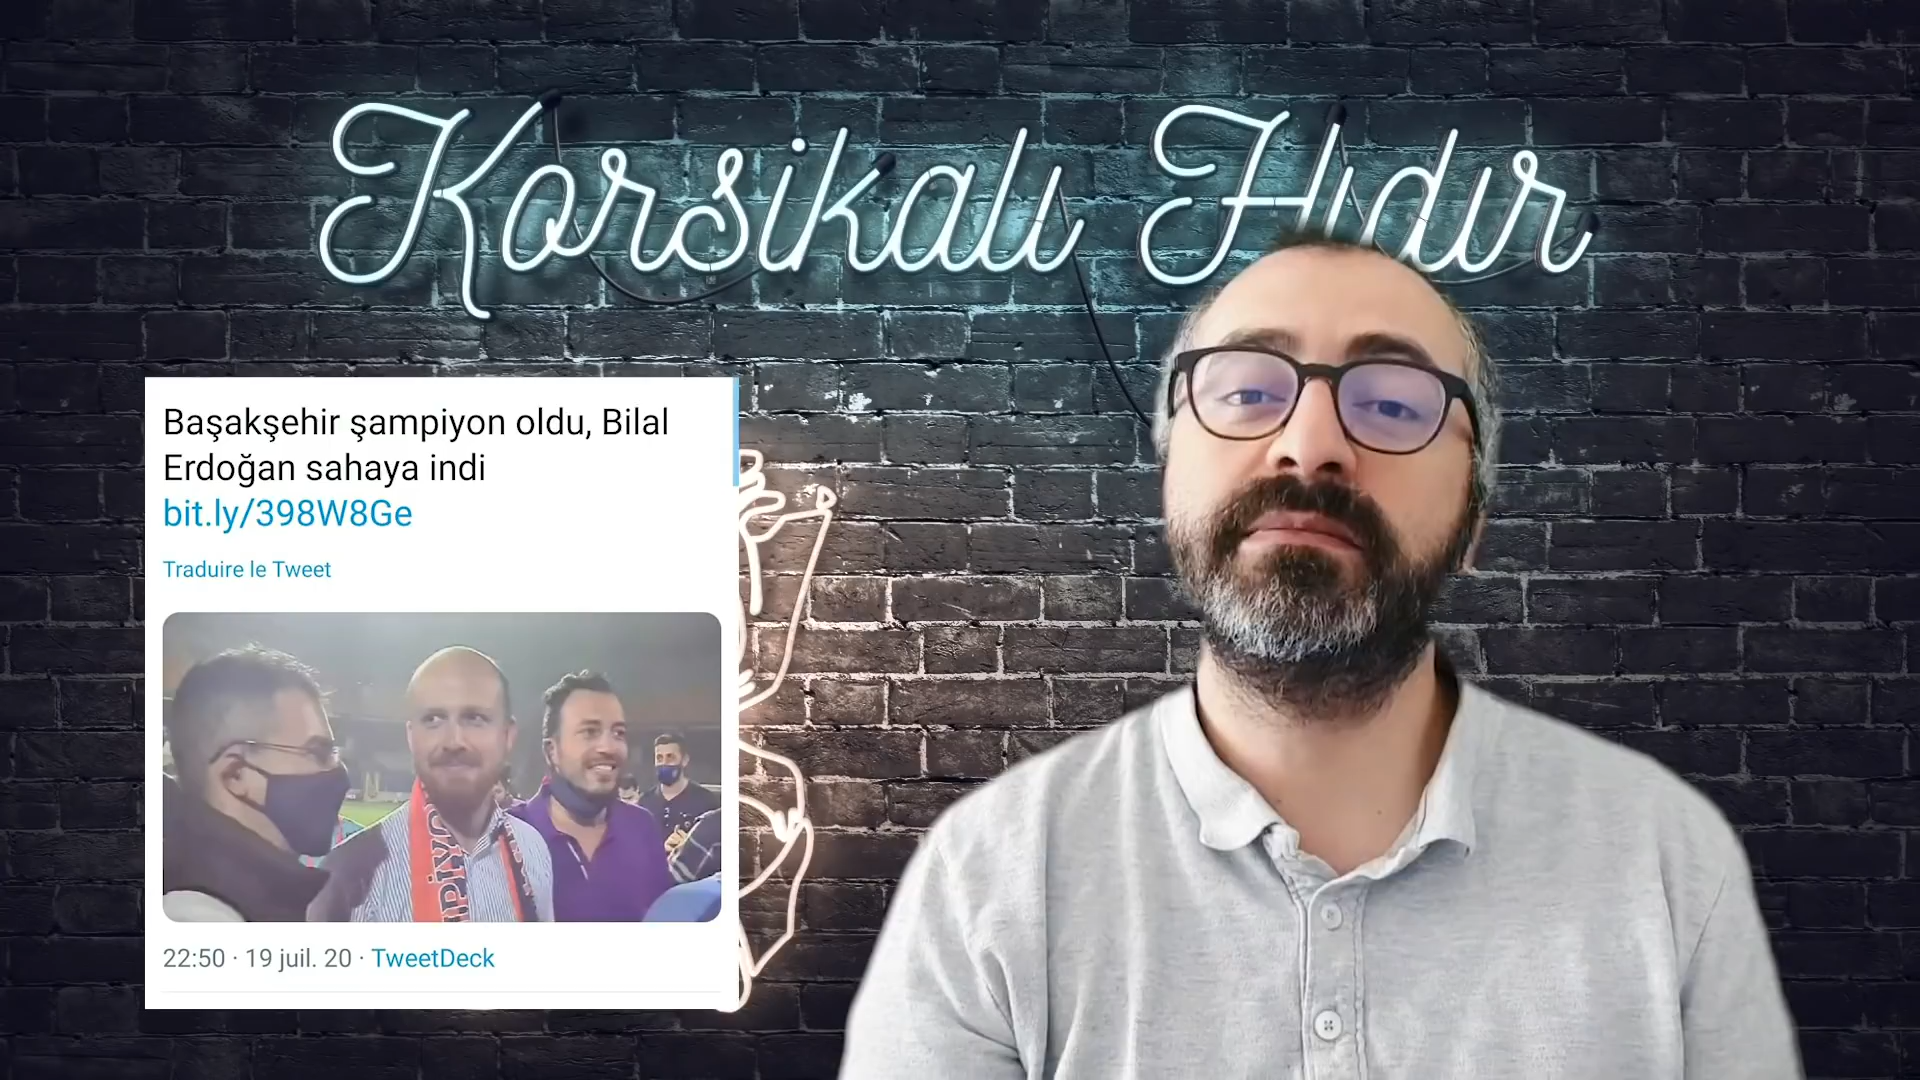 Korsikalı Hıdır
Başakşehir şampiyon oldu, Bilal
Erdoğan sahaya indi
bit.ly/398W8Ge
Traduire le Tweet
22:50 · 19 juil. 20 · TweetDeck